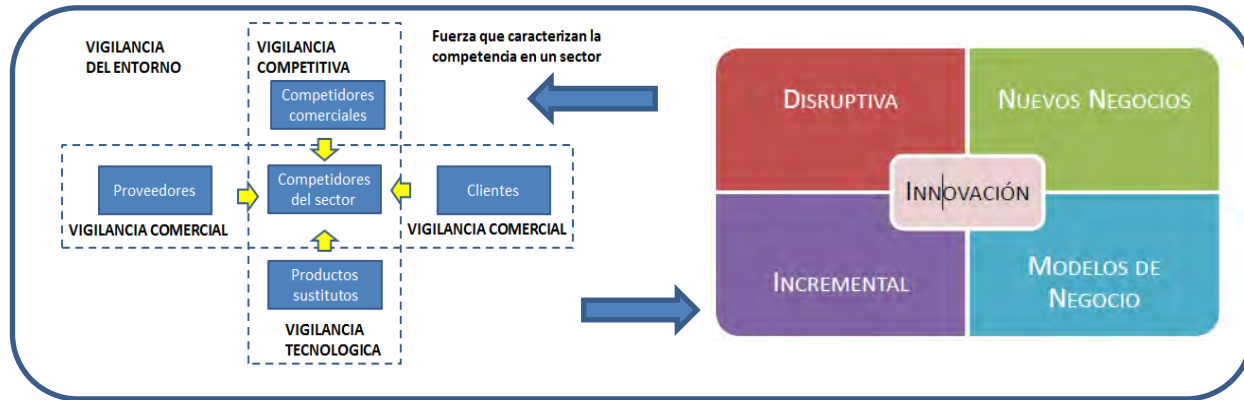 VIGILANCIA
DEL ENTORNO
VIGILANCIA
COMPETITIVA
Fuerza que caracterizan la
competencia en un sector
Competidores
comerciales
Proveedores
Competidores
del sector
Clientes
VIGILANCIA COMERCIAL
VIGILANCIA COMERCIAL
Productos
sustitutos
VIGILANCIA
TECNOLOGICA
DISRUPTIVA
NUEVOS NEGOCIOS
INNOVACIÓN
INCREMENTAL
MODELOS DE
NEGOCIO